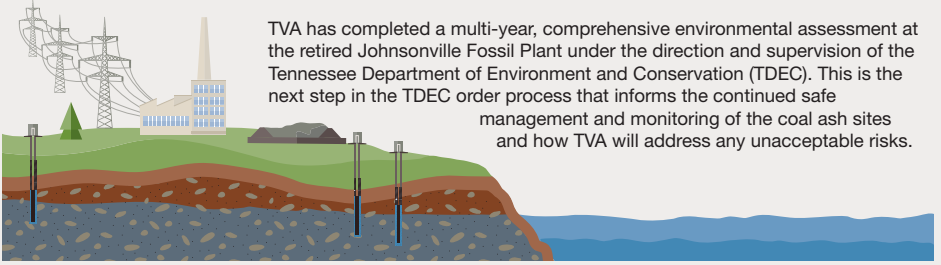 TVA has completed a multi-year, comprehensive environmental assessment at
the retired Johnsonville Fossil Plant under the direction and supervision of the
Tennessee Department of Environment and Conservation (TDEC). This is the
next step in the TDEC order process that informs the continued safe
management and monitoring of the coal ash sites
and how TVA will address any unacceptable risks.